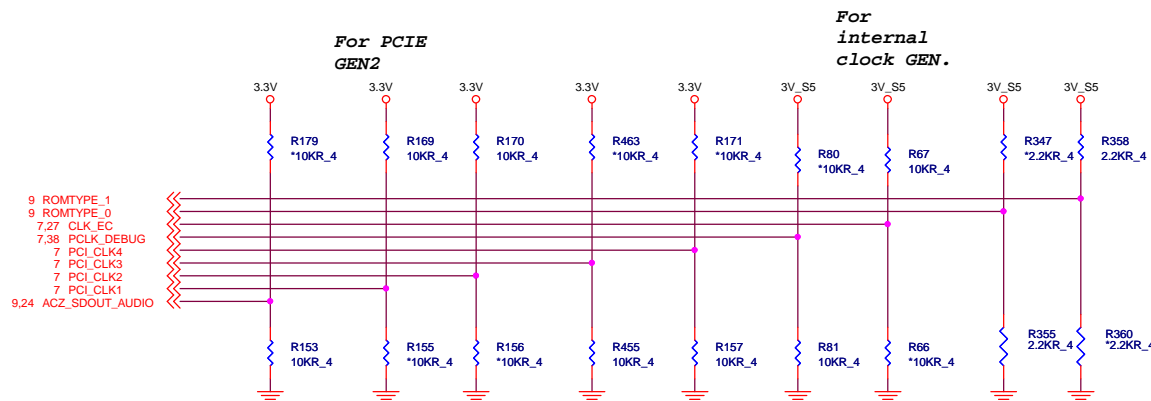 For PCIE
GEN2
For
internal
clock GEN.
3.3V 3.3V 3.3V 3.3V 3.3V 3V_S5 3V_S5 3V_S5 3V_S5
R179
*10KR_4
R169
10KR_4
R170
10KR_4
R463
*10KR_4
R171
*10KR_4
R80
*10KR_4
R67
10KR_4
R347
*2.2KR_4
R358
2.2KR_4
9 ROMTYPE_1
9 ROMTYPE_0
7,27 CLK_EC
7,38 PCLK_DEBUG
7 PCI_CLK4
7 PCI_CLK3
7 PCI_CLK2
7 PCI_CLK1
9,24 ACZ_SDOUT_AUDIO
R153
10KR_4
R155
*10KR_4
R156
*10KR_4
R455
10KR_4
R157
10KR_4
R81
10KR_4
R66
*10KR_4
R355
2.2KR_4
R360
*2.2KR_4